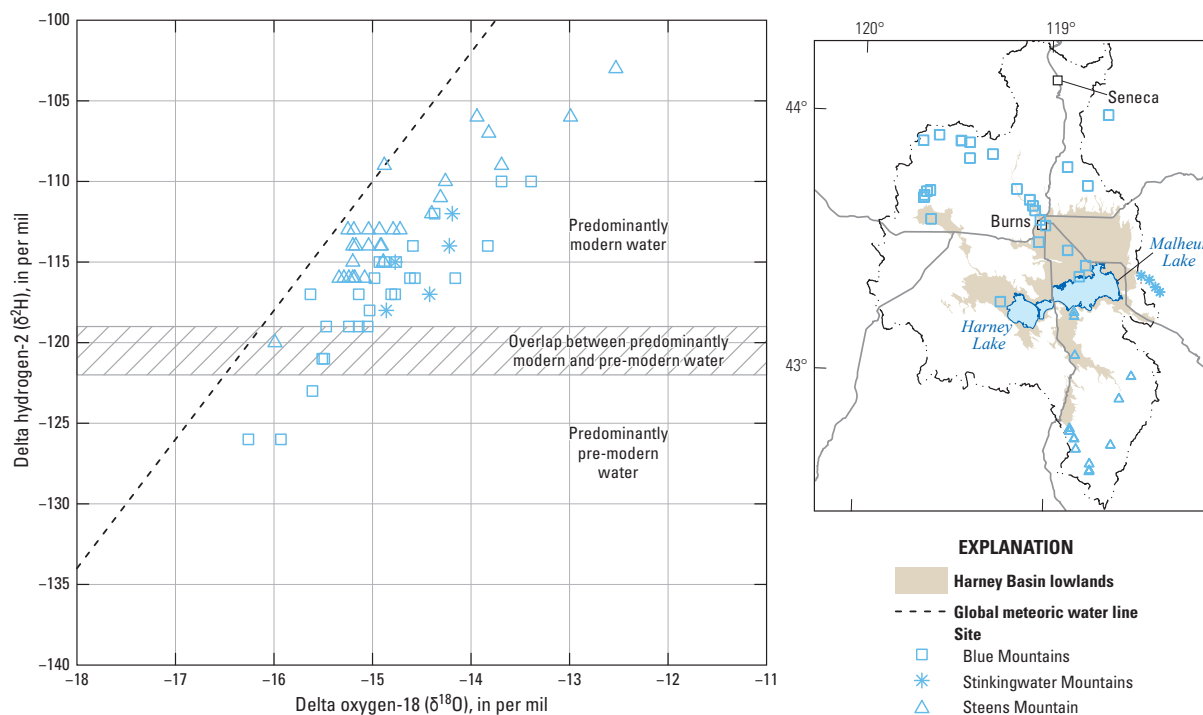 −100
−105
−110
−115
−120
−125
−130
−135
−140
Delta hydrogen-2 (δ²H), in per mil
−18
−17
−16
−15
−14
−13
−12
−11
Delta oxygen-18 (δ¹⁸O), in per mil
Predominantly
modern water
Overlap between predominantly
modern and pre-modern water
Predominantly
pre-modern
water
120°
119°
44°
43°
Seneca
Burns
Malheur
Lake
Harney
Lake
EXPLANATION
Harney Basin lowlands
Global meteoric water line
Site
Blue Mountains
Stinkingwater Mountains
Steens Mountain